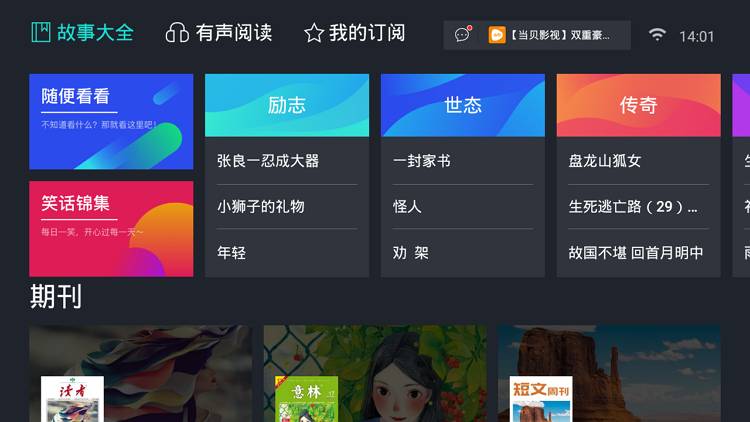 故事大全
有声阅读
我的订阅
【当贝影视】双重豪...
14:01
随便看看
不知道看什么？那就看这里吧！
笑话锦集
每日一笑，开心过每一天～
励志
张良一忍成大器
小狮子的礼物
年轻
世态
一封家书
怪人
劝 架
传奇
盘龙山狐女
生死逃亡路（29）...
故国不堪 回首月明中
期刊
读者
意林
短文周刊